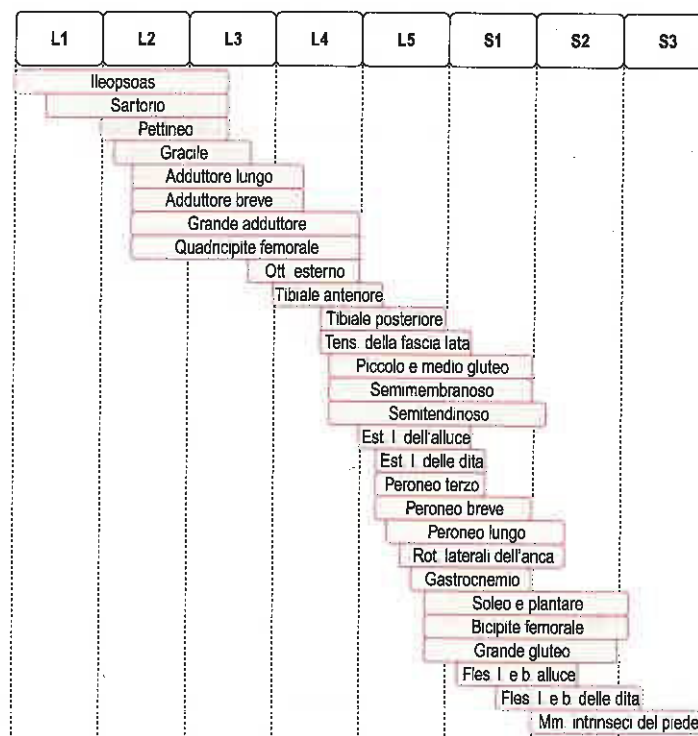 L1 L2 L3 L4 L5 S1 S2 S3
Ileopsoas
Sartorio
Pettineo
Gracile
Adduttore lungo
Adduttore breve
Grande adduttore
Quadricipite femorale
Ott. esterno
Tibiale anteriore
Tibiale posteriore
Tens. della fascia lata
Piccolo e medio gluteo
Semimembranoso
Semitendinoso
Est. l. dell'alluce
Est. l. delle dita
Peroneo terzo
Peroneo breve
Peroneo lungo
Rot. laterali dell'anca
Gastrocnemio
Soleo e plantare
Bicipite femorale
Grande gluteo
Fles. l. e b. alluce
Fles. l. e b. delle dita
Mm. intrinseci del piede